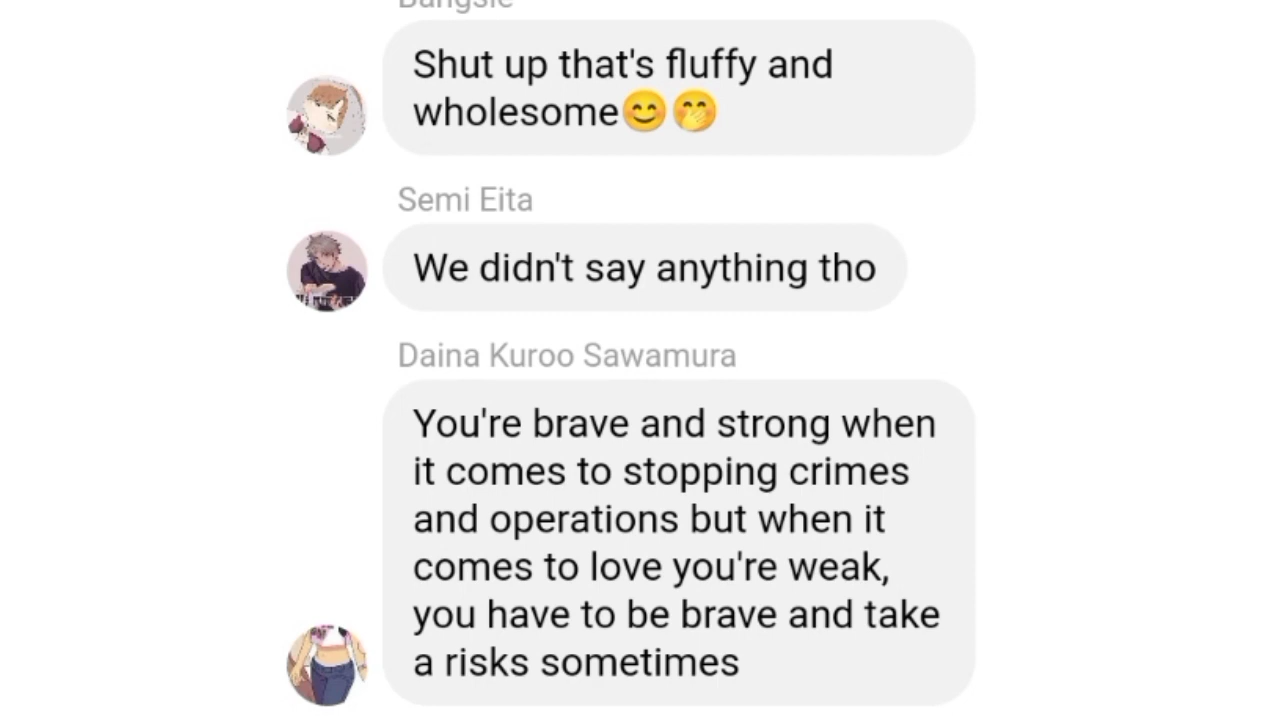 Bangsie
Shut up that's fluffy and
wholesome😊🤭
Semi Eita
We didn't say anything tho
Daina Kuroo Sawamura
You're brave and strong when
it comes to stopping crimes
and operations but when it
comes to love you're weak,
you have to be brave and take
a risks sometimes